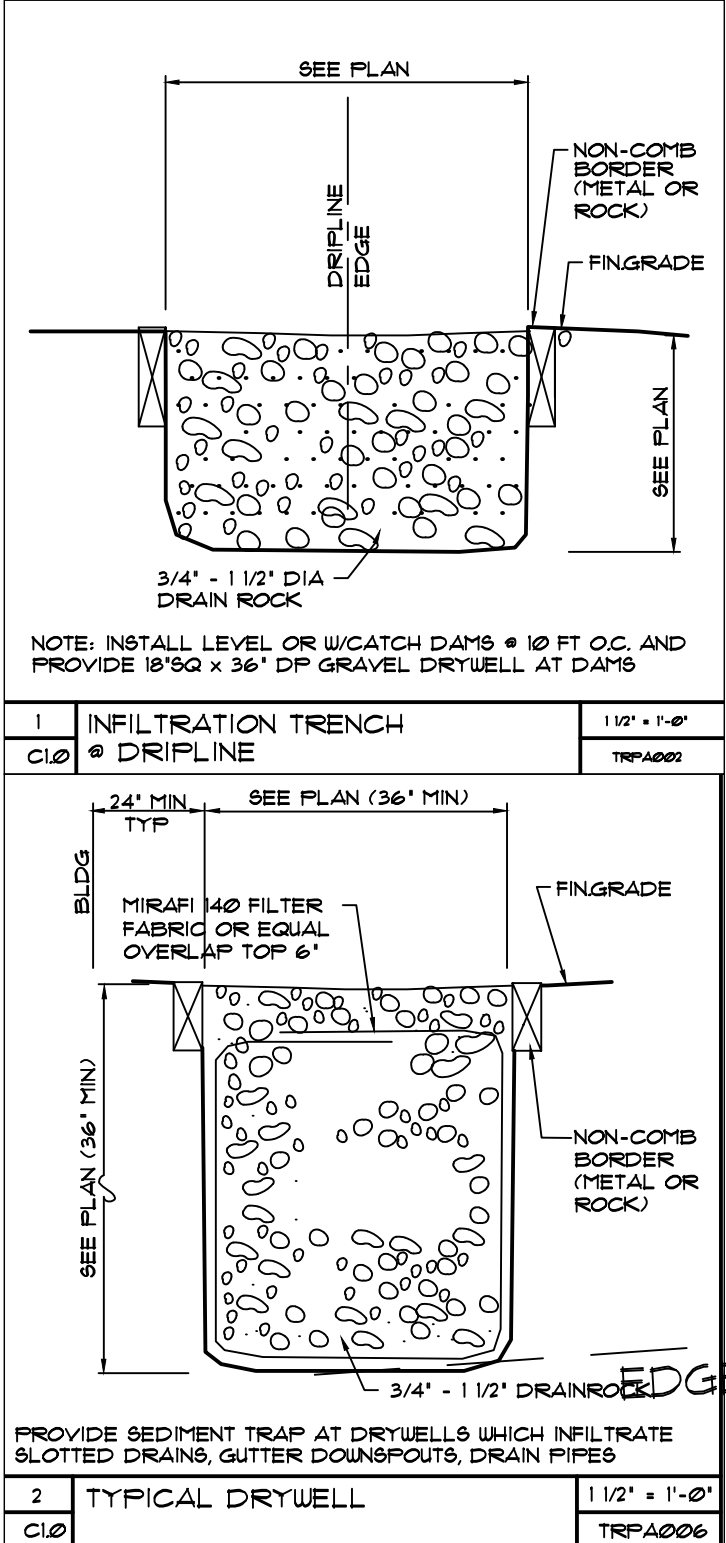 SEE PLAN
NON-COMB
BORDER
(METAL OR
ROCK)
DRIPLINE
EDGE
FIN.GRADE
SEE PLAN
3/4" - 1 1/2" DIA
DRAIN ROCK
NOTE: INSTALL LEVEL OR W/CATCH DAMS @ 10 FT O.C. AND
PROVIDE 18"SQ x 36" DP GRAVEL DRYWELL AT DAMS
1
C1.0
INFILTRATION TRENCH
@ DRIPLINE
1 1/2" = 1'-0"
TRPA002
24" MIN
TYP
SEE PLAN (36" MIN)
BLDG
MIRAFI 140 FILTER
FABRIC OR EQUAL
OVERLAP TOP 6"
FIN.GRADE
SEE PLAN (36" MIN)
NON-COMB
BORDER
(METAL OR
ROCK)
3/4" - 1 1/2" DRAINROCK
EDG
PROVIDE SEDIMENT TRAP AT DRYWELLS WHICH INFILTRATE
SLOTTED DRAINS, GUTTER DOWNSPOUTS, DRAIN PIPES
2
C1.0
TYPICAL DRYWELL
1 1/2" = 1'-0"
TRPA006